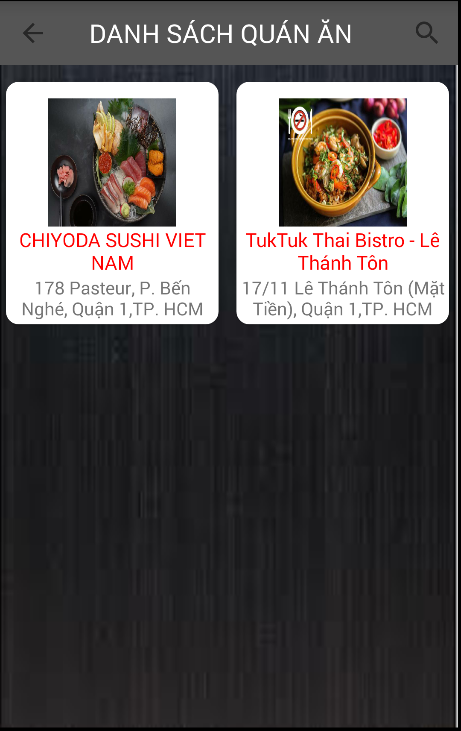 DANH SÁCH QUÁN ĂN
CHIYODA SUSHI VIET
NAM
178 Pasteur, P. Bến
Nghé, Quận 1,TP. HCM
TukTuk Thai Bistro - Lê
Thánh Tôn
17/11 Lê Thánh Tôn (Mặt
Tiền), Quận 1,TP. HCM